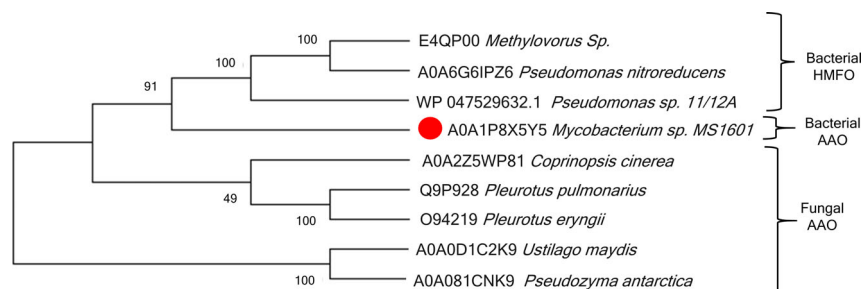 100
E4QP00 Methylovorus Sp.
100
A0A6G6IPZ6 Pseudomonas nitroreducens
Bacterial
HMFO
91
WP 047529632.1 Pseudomonas sp. 11/12A
A0A1P8X5Y5 Mycobacterium sp. MS1601
Bacterial
AAO
A0A2Z5WP81 Coprinopsis cinerea
49
Q9P928 Pleurotus pulmonarius
100
O94219 Pleurotus eryngii
Fungal
AAO
A0A0D1C2K9 Ustilago maydis
100
A0A081CNK9 Pseudozyma antarctica